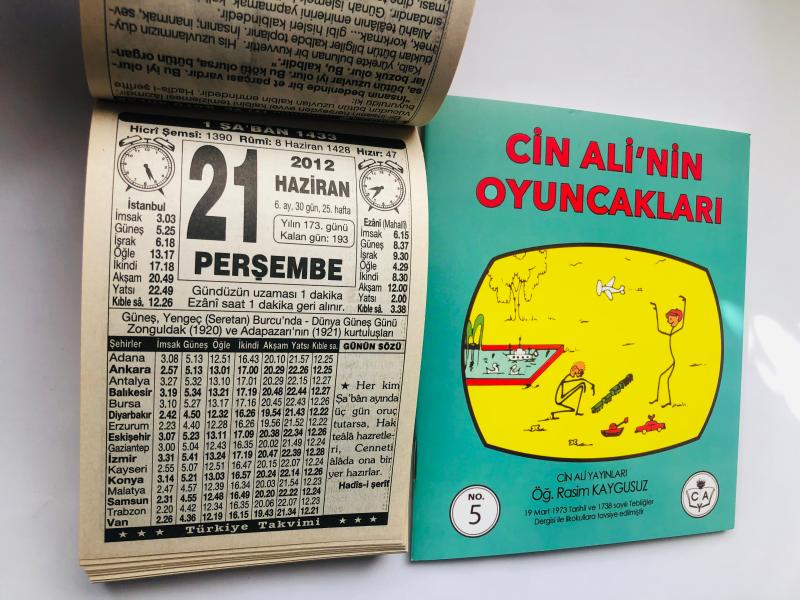 1 ŞA'BAN 1433
Hicrî Şemsî: 1390 Rûmî: 8 Haziran 1428 Hızır: 47
21
2012
HAZİRAN
6. ay, 30 gün, 25. hafta
Yılın 173. günü
Kalan gün: 193
PERŞEMBE
İstanbul
İmsak 3.03
Güneş 5.25
İşrak 6.18
Öğle 13.17
İkindi 17.18
Akşam 20.49
Yatsı 22.49
Kıble sâ. 12.26
Ezânî (Mahallî)
İmsak 6.15
Güneş 8.37
İşrak 9.30
Öğle 4.29
İkindi 8.30
Akşam 12.00
Yatsı 2.00
Kıble sâ. 3.38
Gündüzün uzaması 1 dakika
Ezânî saat 1 dakika geri alınır.
Güneş, Yengeç (Seretan) Burcu'nda - Dünya Güneş Günü
Zonguldak (1920) ve Adapazarı'nın (1921) kurtuluşları
Şehirler İmsak Güneş Öğle İkindi Akşam Yatsı Kıble sa.
Adana 3.08 5.13 12.51 16.43 20.10 21.57 12.25
Ankara 2.57 5.13 13.01 17.00 20.29 22.26 12.25
Antalya 3.27 5.32 13.10 17.01 20.29 22.15 12.27
Balıkesir 3.19 5.34 13.21 17.19 20.48 22.44 12.27
Bursa 3.10 5.27 13.17 17.16 20.45 22.43 12.26
Diyarbakır 2.42 4.50 12.32 16.26 19.54 21.43 12.22
Erzurum 2.23 4.40 12.28 16.26 19.56 21.52 12.22
Eskişehir 3.07 5.23 13.11 17.09 20.38 22.34 12.26
Gaziantep 3.00 5.04 12.43 16.35 20.02 21.49 12.24
İzmir 3.31 5.41 13.24 17.19 20.47 22.39 12.28
Kayseri 2.55 5.07 12.51 16.47 20.15 22.07 12.24
Konya 3.14 5.21 13.03 16.57 20.24 22.14 12.26
Malatya 2.47 4.57 12.39 16.34 20.03 21.54 12.23
Samsun 2.31 4.55 12.48 16.49 20.20 22.22 12.24
Trabzon 2.20 4.42 12.34 16.35 20.06 22.07 12.23
Van 2.26 4.36 12.19 16.15 19.43 21.34 12.21
GÜNÜN SÖZÜ
★ Her kim
Şa'bân ayında
üç gün oruç
tutarsa, Hak
teâlâ hazretle-
ri, Cenneti
âlâda ona bir
yer hazırlar.
Hadîs-i şerîf
★ ★ ★ Türkiye Takvimi ★ ★ ★
CİN ALİ'NİN
OYUNCAKLARI
CİN ALİ YAYINLARI
Öğ. Rasim KAYGUSUZ
19 Mart 1973 Tarihli ve 1738 sayılı Tebliğler
Dergisi ile ilkokullara tavsiye edilmiştir
NO.
5
C A
Y